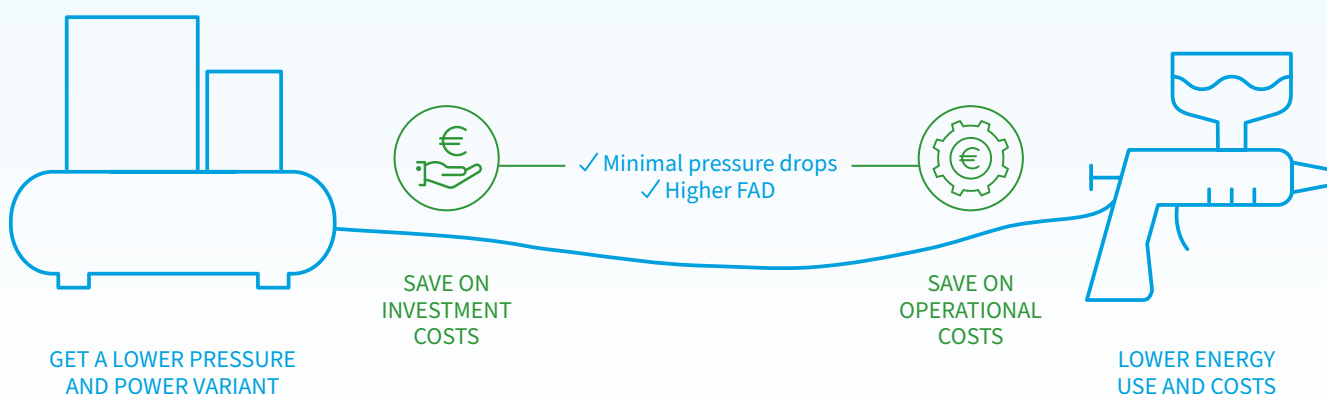 €
€
✓ Minimal pressure drops
✓ Higher FAD
SAVE ON
INVESTMENT
COSTS
SAVE ON
OPERATIONAL
COSTS
GET A LOWER PRESSURE
AND POWER VARIANT
LOWER ENERGY
USE AND COSTS